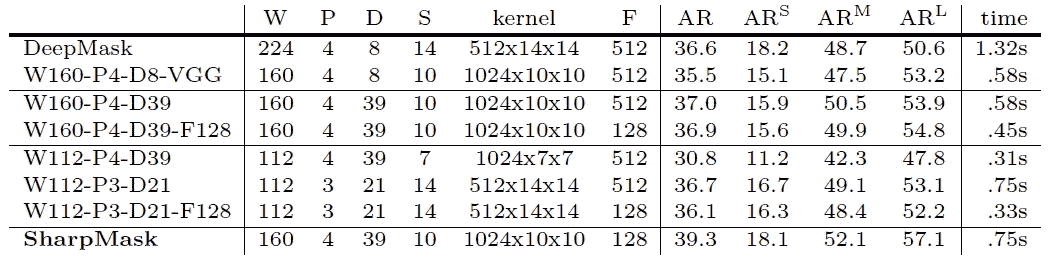 W P D S kernel F AR AR^S AR^M AR^L time
DeepMask 224 4 8 14 512x14x14 512 36.6 18.2 48.7 50.6 1.32s
W160-P4-D8-VGG 160 4 8 10 1024x10x10 512 35.5 15.1 47.5 53.2 .58s
W160-P4-D39 160 4 39 10 1024x10x10 512 37.0 15.9 50.5 53.9 .58s
W160-P4-D39-F128 160 4 39 10 1024x10x10 128 36.9 15.6 49.9 54.8 .45s
W112-P4-D39 112 4 39 7 1024x7x7 512 30.8 11.2 42.3 47.8 .31s
W112-P3-D21 112 3 21 14 512x14x14 512 36.7 16.7 49.1 53.1 .75s
W112-P3-D21-F128 112 3 21 14 512x14x14 128 36.1 16.3 48.4 52.2 .33s
SharpMask 160 4 39 10 1024x10x10 128 39.3 18.1 52.1 57.1 .75s